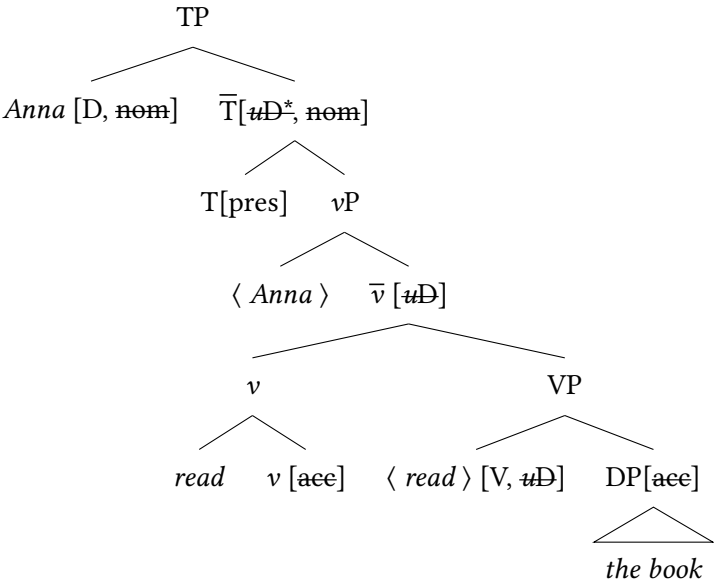 TP
Anna [D, nom] T̅[uD*, nom]
T[pres] vP
⟨ Anna ⟩ v̅ [uD]
v VP
read v [acc] ⟨ read ⟩ [V, uD] DP[acc]
the book